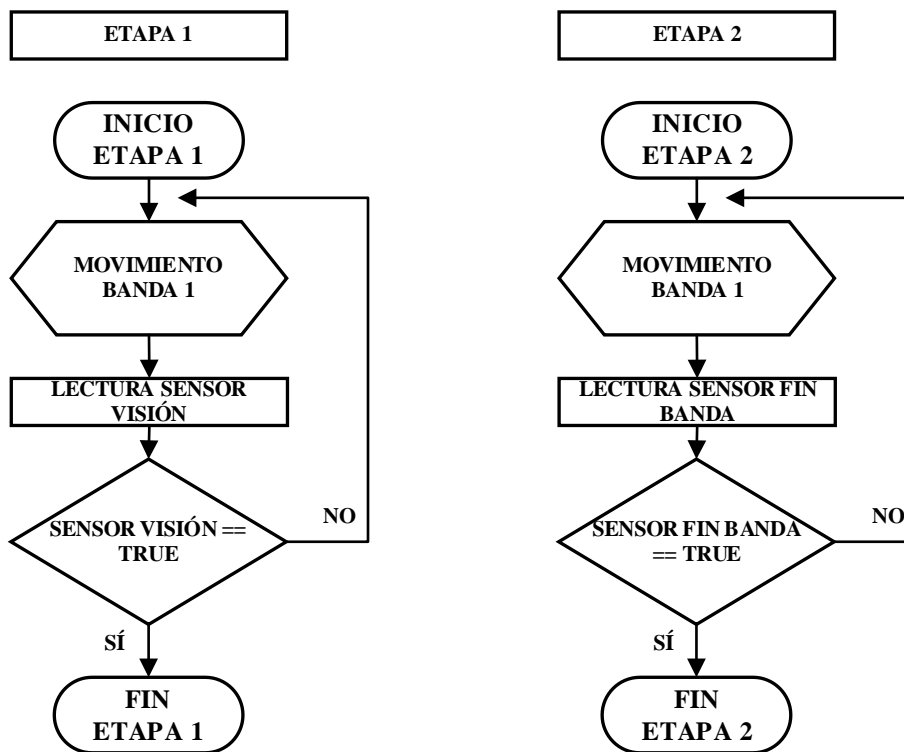 ETAPA 1
INICIO
ETAPA 1
MOVIMIENTO
BANDA 1
LECTURA SENSOR
VISIÓN
SENSOR VISIÓN ==
TRUE
NO
SÍ
FIN
ETAPA 1
ETAPA 2
INICIO
ETAPA 2
MOVIMIENTO
BANDA 1
LECTURA SENSOR FIN
BANDA
SENSOR FIN BANDA
== TRUE
NO
SÍ
FIN
ETAPA 2